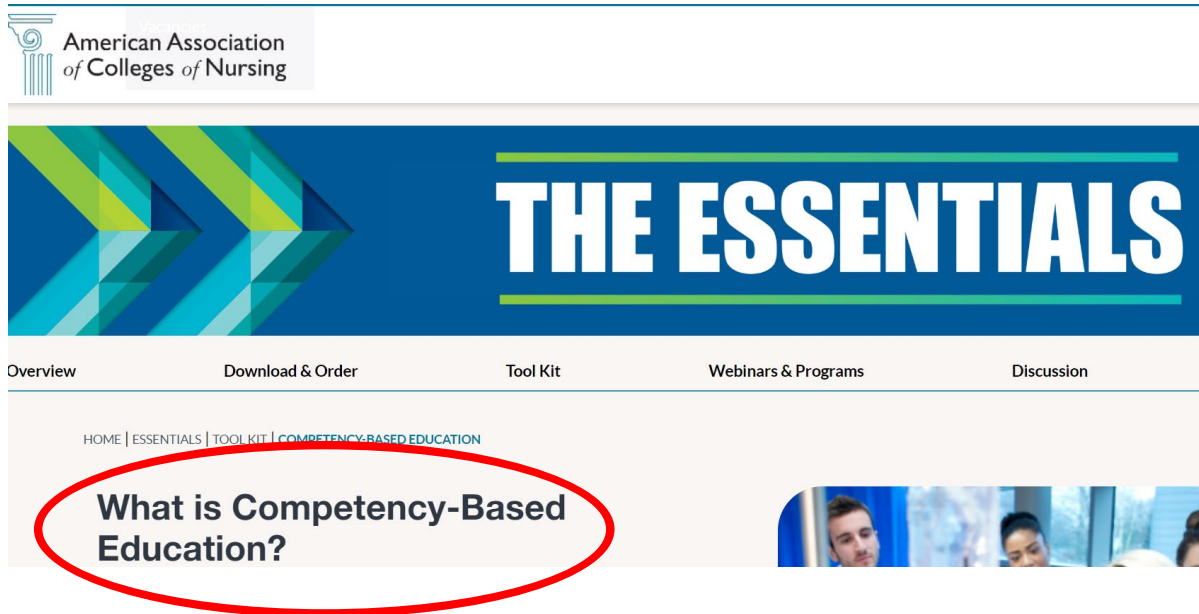 Vacancies
American Association
of Colleges of Nursing
THE ESSENTIALS
Overview
Download & Order
Tool Kit
Webinars & Programs
Discussion
HOME | ESSENTIALS | TOOL KIT | COMPETENCY-BASED EDUCATION
What is Competency-Based
Education?